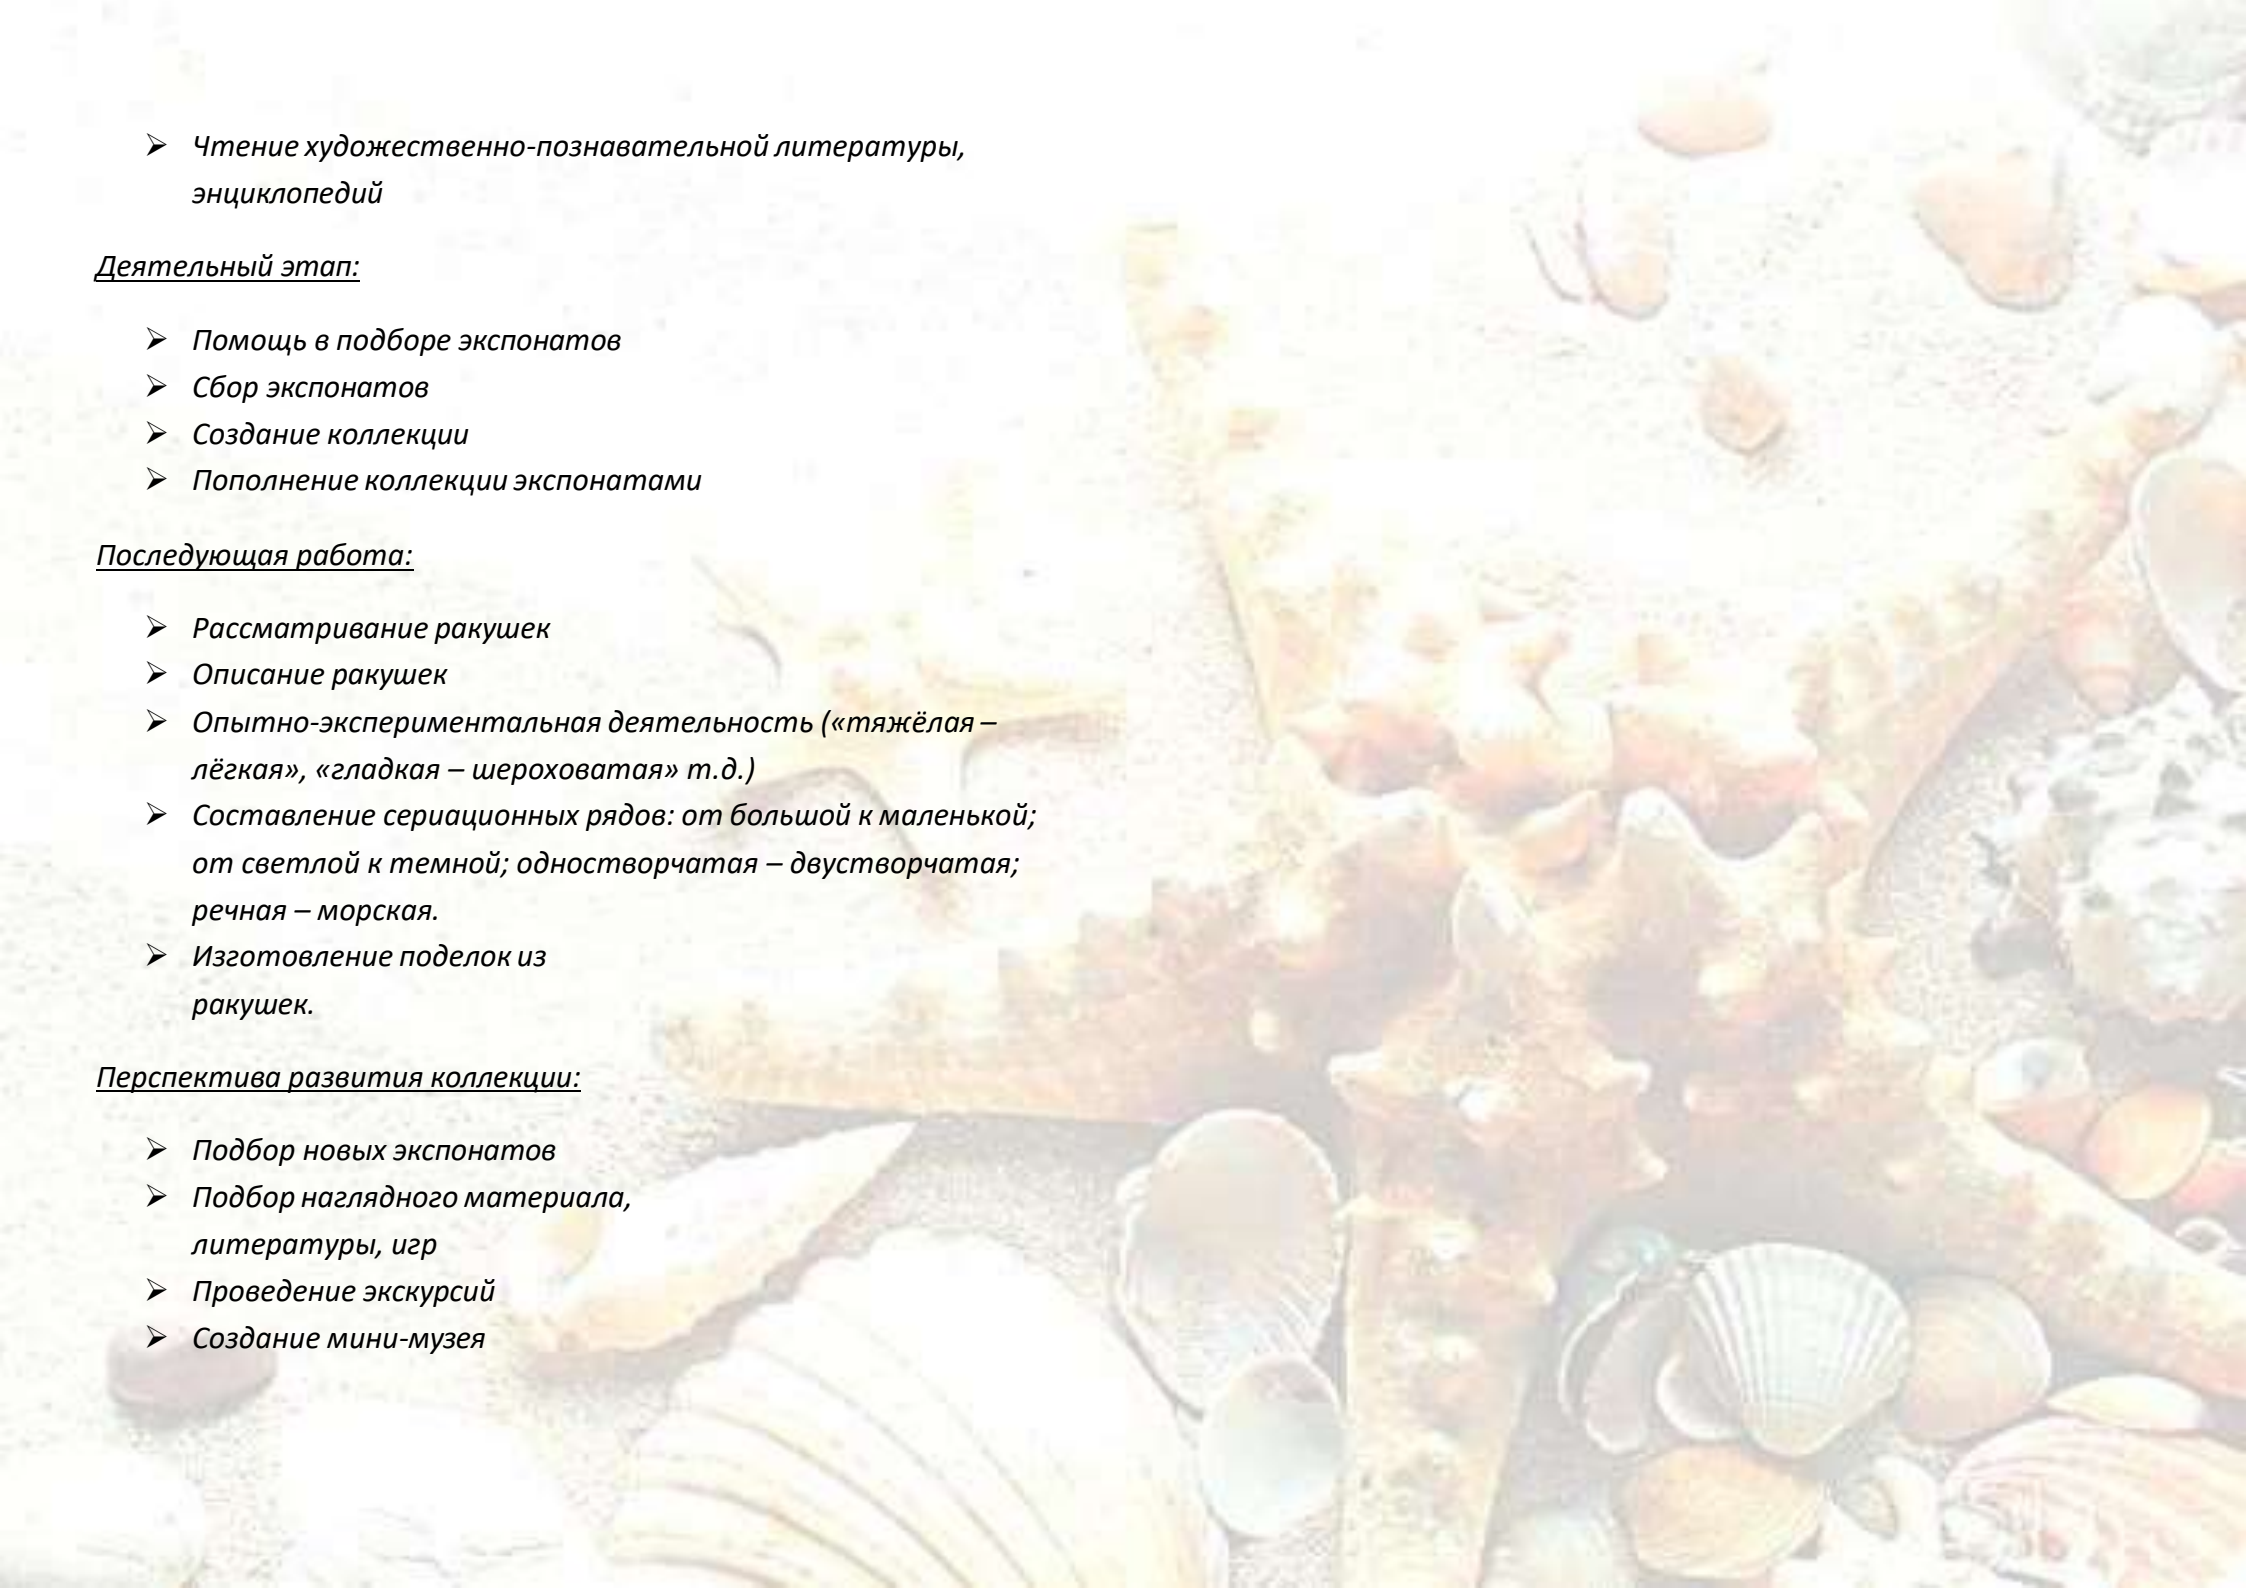 ➢ Чтение художественно-познавательной литературы,
энциклопедий
Деятельный этап:
➢ Помощь в подборе экспонатов
➢ Сбор экспонатов
➢ Создание коллекции
➢ Пополнение коллекции экспонатами
Последующая работа:
➢ Рассматривание ракушек
➢ Описание ракушек
➢ Опытно-экспериментальная деятельность («тяжёлая –
лёгкая», «гладкая – шероховатая» т.д.)
➢ Составление сериационных рядов: от большой к маленькой;
от светлой к темной; одностворчатая – двустворчатая;
речная – морская.
➢ Изготовление поделок из
ракушек.
Перспектива развития коллекции:
➢ Подбор новых экспонатов
➢ Подбор наглядного материала,
литературы, игр
➢ Проведение экскурсий
➢ Создание мини-музея